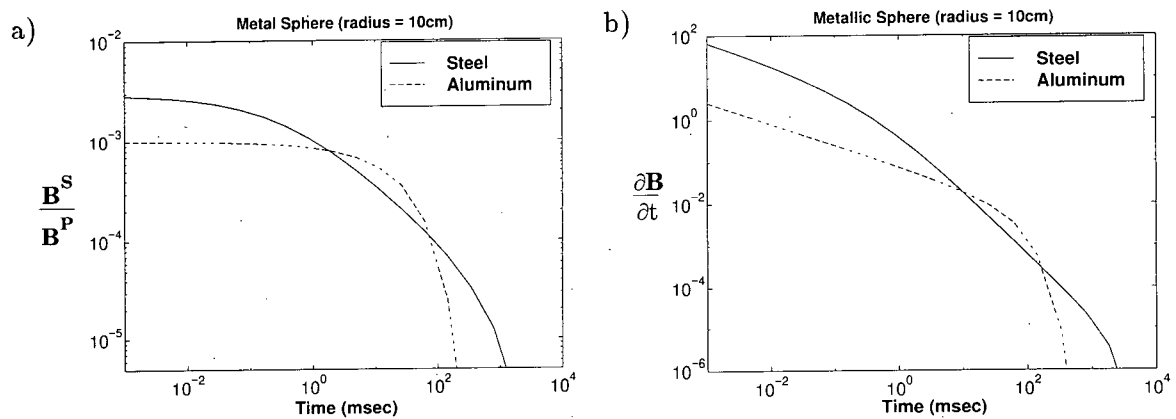 a)
Metal Sphere (radius = 10cm)
10^-2
10^-3
10^-4
10^-5
B^S
B^P
Steel
Aluminum
10^-2
10^0
10^2
10^4
Time (msec)
b)
Metallic Sphere (radius = 10cm)
10^2
10^0
10^-2
10^-4
10^-6
∂B
∂t
Steel
Aluminum
10^-2
10^0
10^2
10^4
Time (msec)